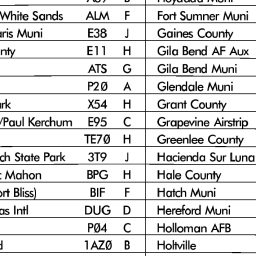 White Sands ALM F Fort Sumner Muni
ris Muni E38 J Gaines County
nty E11 H Gila Bend AF Aux
ATS G Gila Bend Muni
P20 A Glendale Muni
rk X54 H Grant County
/Paul Kerchum E95 C Grapevine Airstrip
TE70 H Greenlee County
ch State Park 3T9 J Hacienda Sur Luna
c Mahon BPG H Hale County
ort Bliss) BIF F Hatch Muni
as Intl DUG D Hereford Muni
P04 C Holloman AFB
d 1AZ0 B Holtville